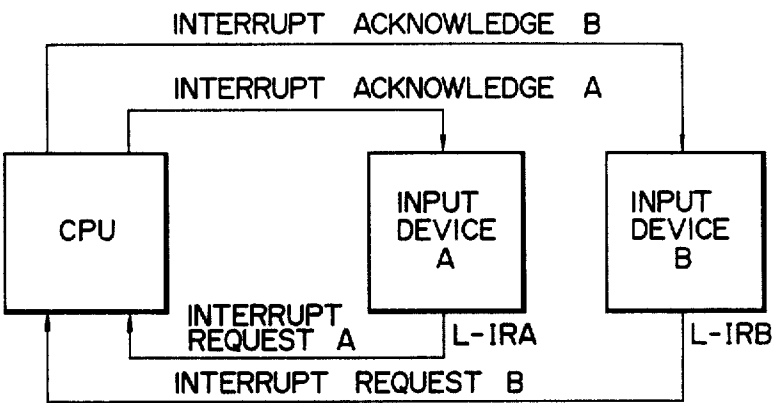 INTERRUPT ACKNOWLEDGE B
INTERRUPT ACKNOWLEDGE A
CPU
INPUT
DEVICE
A
INPUT
DEVICE
B
INTERRUPT
REQUEST A
L-IRA
L-IRB
INTERRUPT REQUEST B